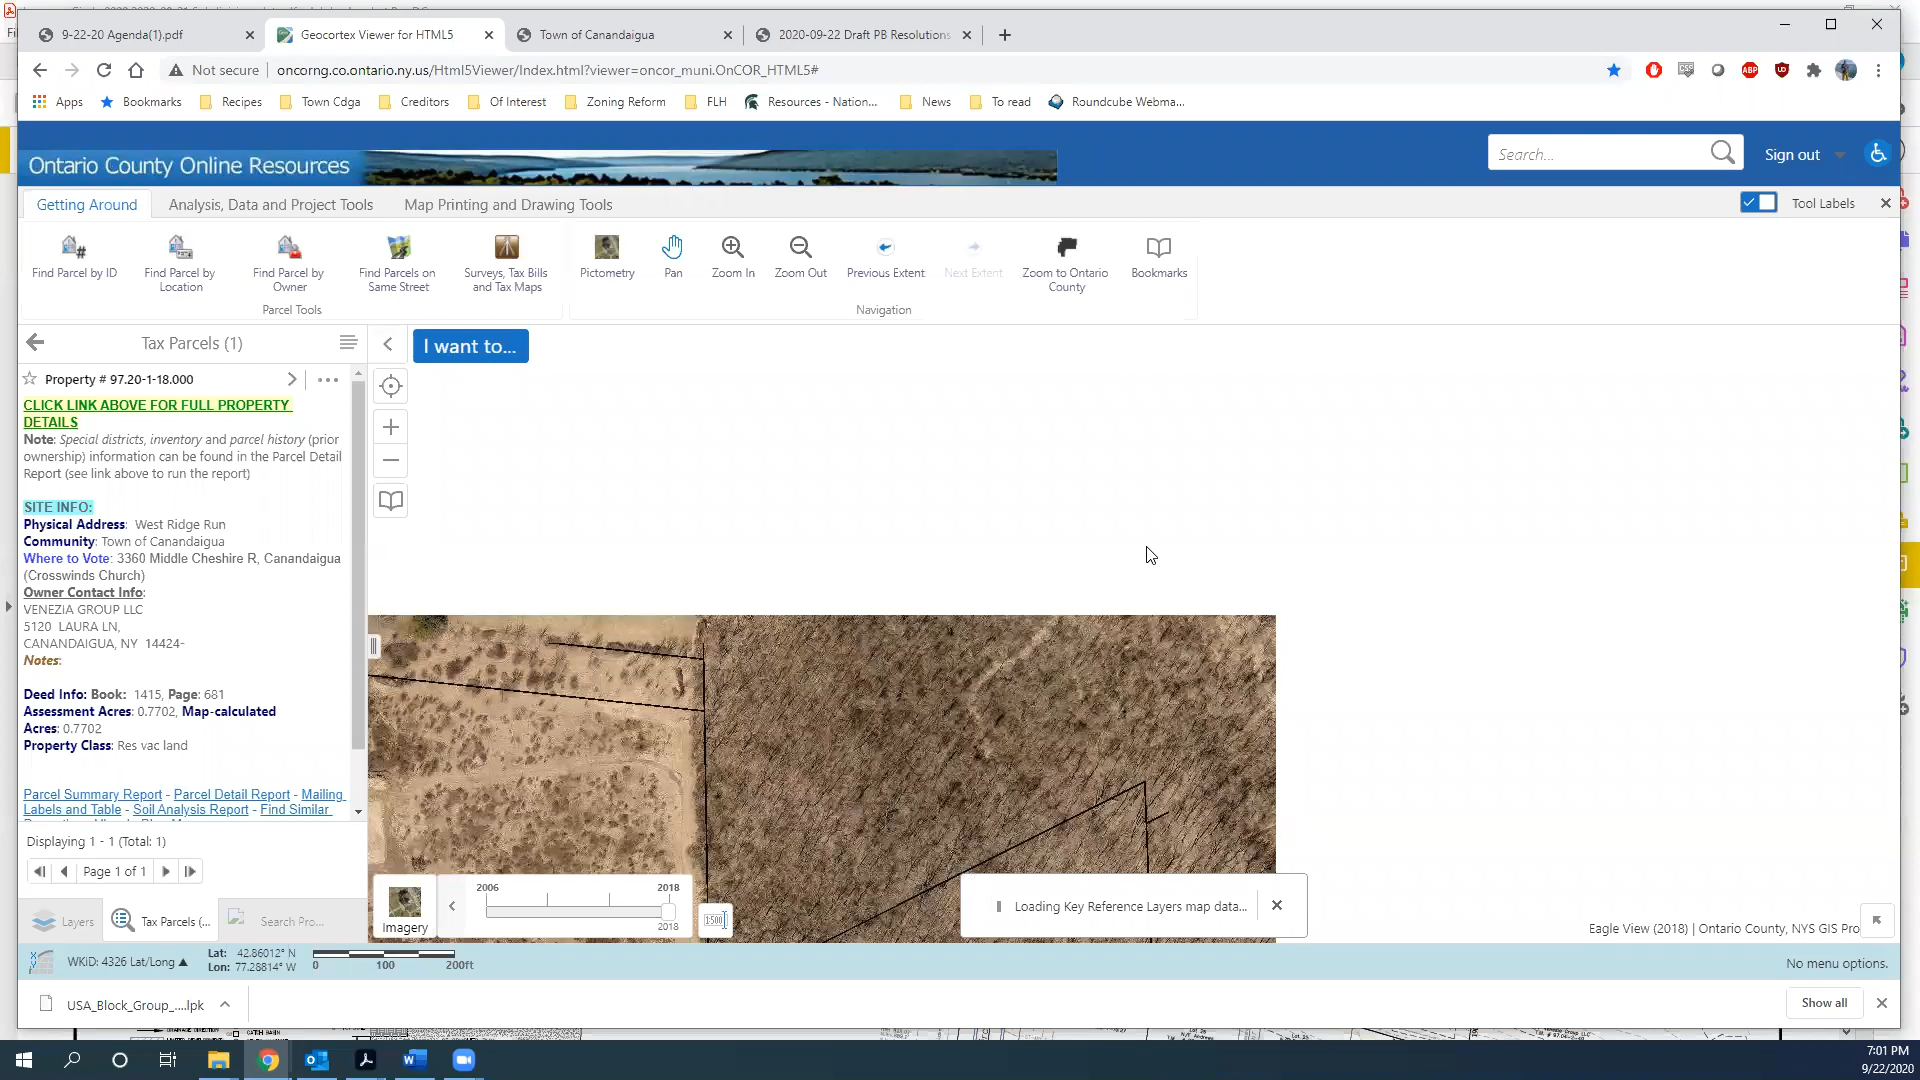 9-22-20 Agenda(1).pdf
Geocortex Viewer for HTML5
Town of Canandaigua
2020-09-22 Draft PB Resolutions
Not secure
oncorng.co.ontario.ny.us/Html5Viewer/Index.html?viewer=oncor_muni.OnCOR_HTML5#
Apps
Bookmarks
Recipes
Town Cdga
Creditors
Of Interest
Zoning Reform
FLH
Resources - Nation...
News
To read
Roundcube Webma...
Ontario County Online Resources
Search...
Sign out
Getting Around
Analysis, Data and Project Tools
Map Printing and Drawing Tools
Tool Labels
Find Parcel by ID
Find Parcel by Location
Find Parcel by Owner
Find Parcels on Same Street
Surveys, Tax Bills and Tax Maps
Pictometry
Pan
Zoom In
Zoom Out
Previous Extent
Next Extent
Zoom to Ontario County
Bookmarks
Parcel Tools
Navigation
Tax Parcels (1)
I want to...
Property # 97.20-1-18.000
CLICK LINK ABOVE FOR FULL PROPERTY
DETAILS
Note: Special districts, inventory and parcel history (prior
ownership) information can be found in the Parcel Detail
Report (see link above to run the report)
SITE INFO:
Physical Address: West Ridge Run
Community: Town of Canandaigua
Where to Vote: 3360 Middle Cheshire R, Canandaigua
(Crosswinds Church)
Owner Contact Info:
VENEZIA GROUP LLC
5120 LAURA LN,
CANANDAIGUA, NY 14424-
Notes:
Deed Info: Book: 1415, Page: 681
Assessment Acres: 0.7702, Map-calculated
Acres: 0.7702
Property Class: Res vac land
Parcel Summary Report - Parcel Detail Report - Mailing
Labels and Table - Soil Analysis Report - Find Similar
Displaying 1 - 1 (Total: 1)
Page 1 of 1
Layers
Tax Parcels (...
Search Pro...
Imagery
2006
2018
2018
1:500
Loading Key Reference Layers map data...
Eagle View (2018) | Ontario County, NYS GIS Pro
WKiD: 4326 Lat/Long
Lat: 42.86012° N
Lon: 77.28814° W
0 100 200ft
No menu options.
USA_Block_Group_....lpk
Show all
7:01 PM
9/22/2020